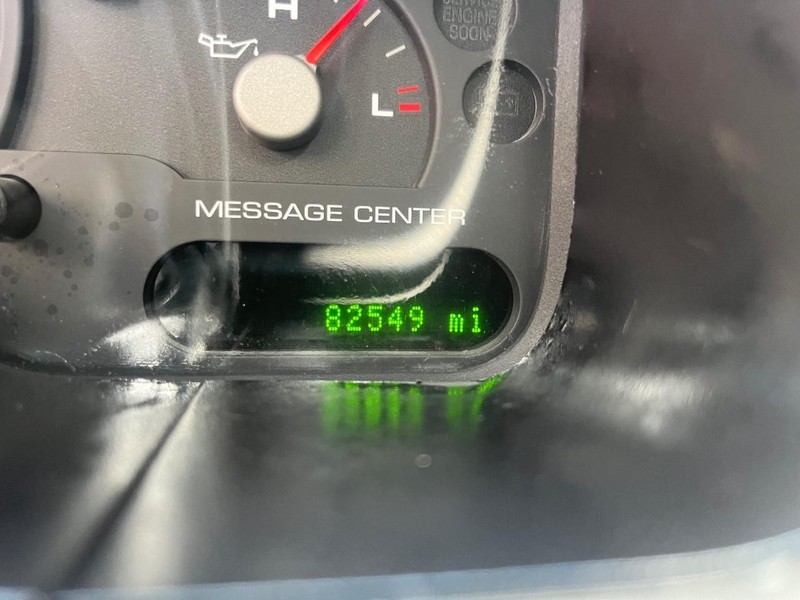 H
SERVICE
ENGINE
SOON
L
MESSAGE CENTER
82549 mi